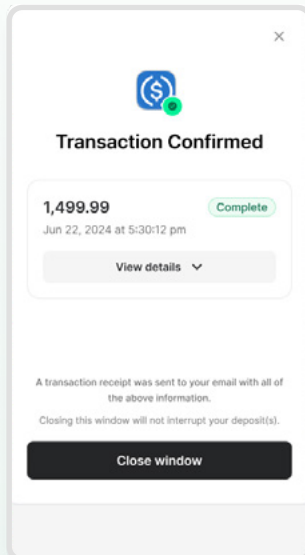 Transaction Confirmed
1,499.99 Complete
Jun 22, 2024 at 5:30:12 pm
View details
A transaction receipt was sent to your email with all of
the above information.
Closing this window will not interrupt your deposit(s).
Close window